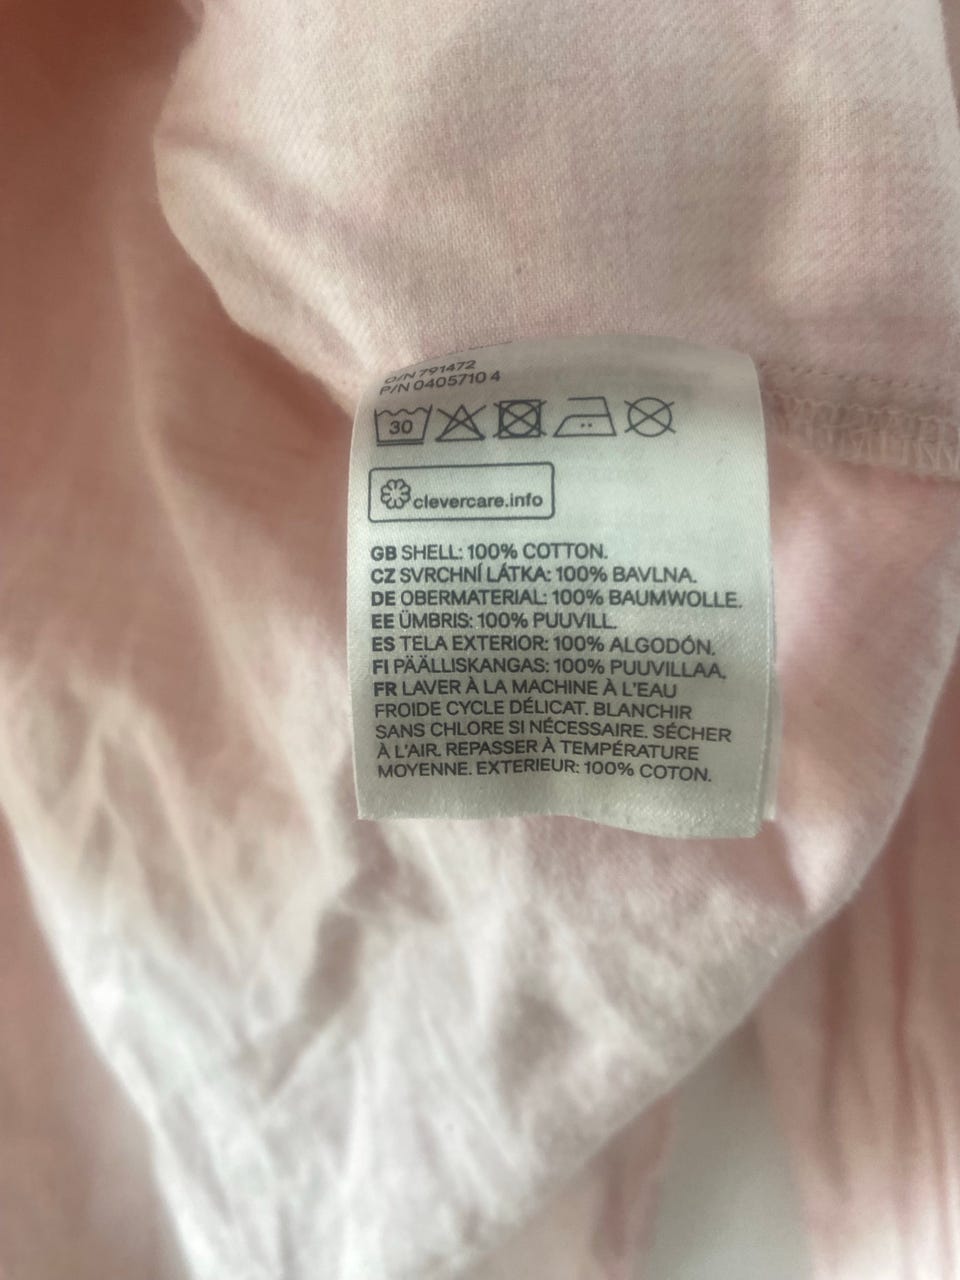 O/N 791472
P/N 0405710 4
30
clevercare.info
GB SHELL: 100% COTTON.
CZ SVRCHNÍ LÁTKA: 100% BAVLNA.
DE OBERMATERIAL: 100% BAUMWOLLE.
EE ÜMBRIS: 100% PUUVILL.
ES TELA EXTERIOR: 100% ALGODÓN.
FI PÄÄLLISKANGAS: 100% PUUVILLAA.
FR LAVER À LA MACHINE À L'EAU
FROIDE CYCLE DÉLICAT. BLANCHIR
SANS CHLORE SI NÉCESSAIRE. SÉCHER
À L'AIR. REPASSER À TEMPÉRATURE
MOYENNE. EXTERIEUR: 100% COTON.